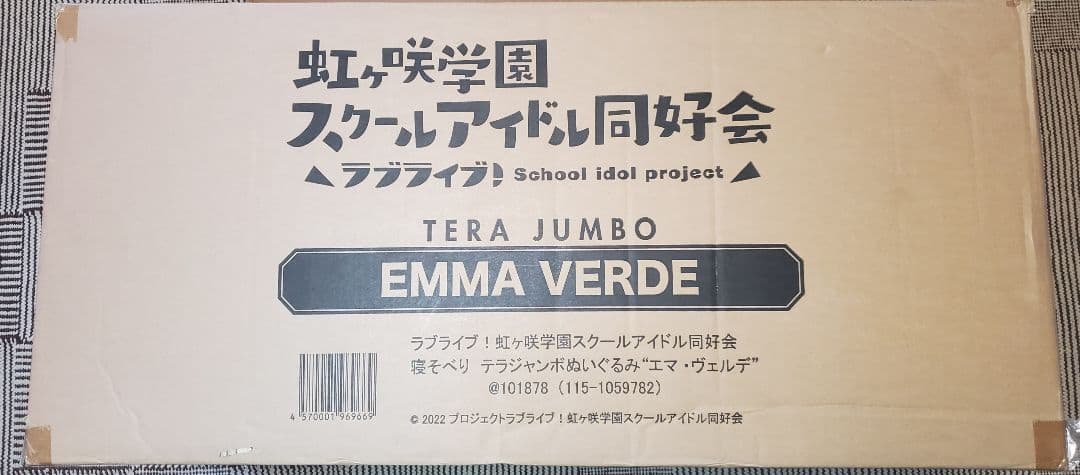 虹ヶ咲学園
スクールアイドル同好会
ラブライブ! School idol project
TERA JUMBO
EMMA VERDE
ラブライブ!虹ヶ咲学園スクールアイドル同好会
寝そべり テラジャンボぬいぐるみ“エマ・ヴェルデ”
@101878 (115-1059782)
4 570001 969669
© 2022 プロジェクトラブライブ!虹ヶ咲学園スクールアイドル同好会